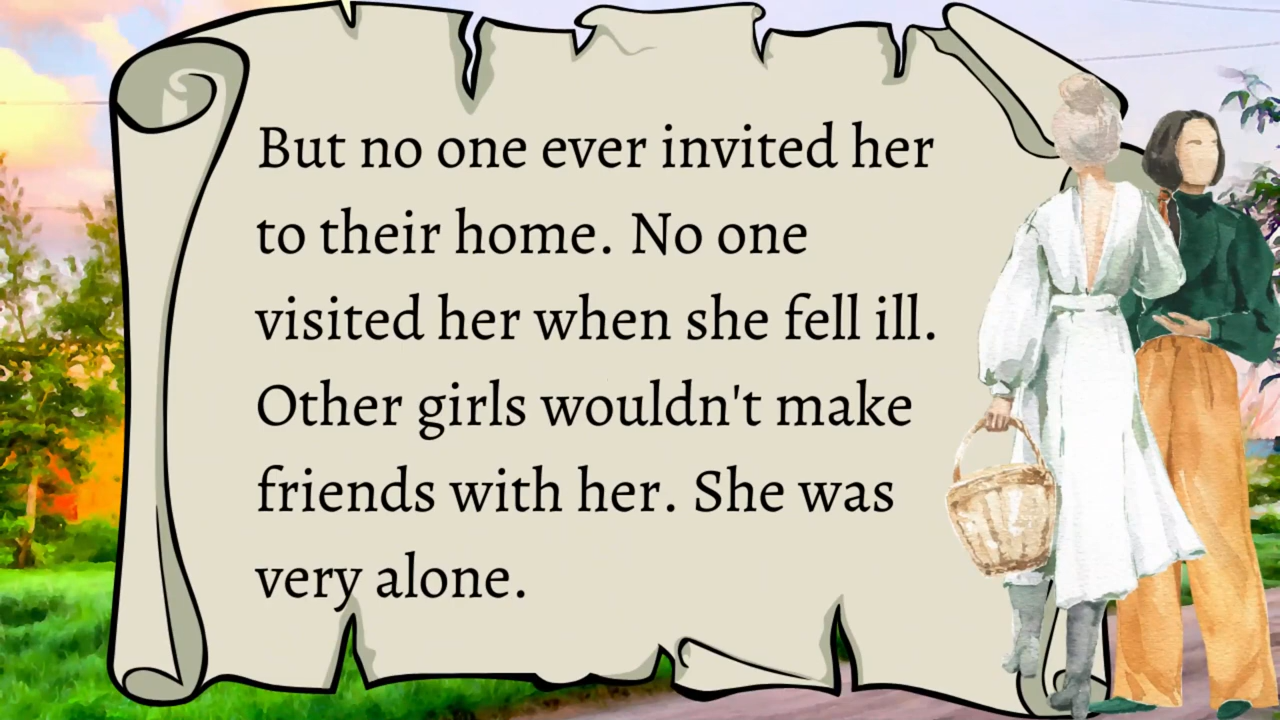 But no one ever invited her
to their home. No one
visited her when she fell ill.
Other girls wouldn't make
friends with her. She was
very alone.